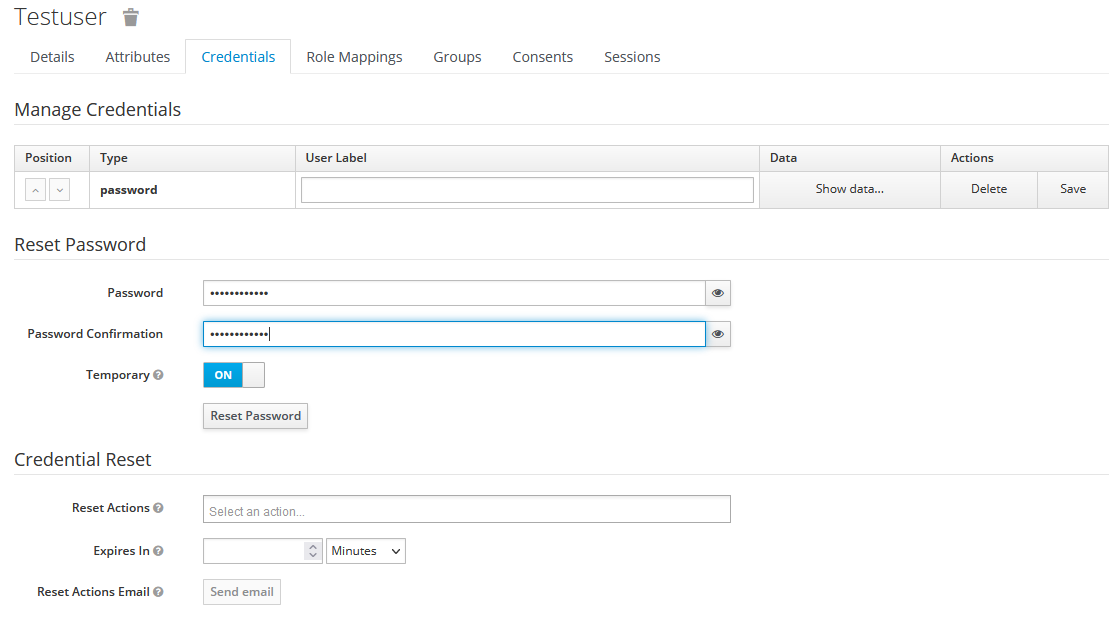 Testuser
Details Attributes Credentials Role Mappings Groups Consents Sessions
Manage Credentials
Position Type User Label Data Actions
password Show data... Delete Save
Reset Password
Password ••••••••••••
Password Confirmation ••••••••••••
Temporary ON
Reset Password
Credential Reset
Reset Actions Select an action...
Expires In Minutes
Reset Actions Email Send email